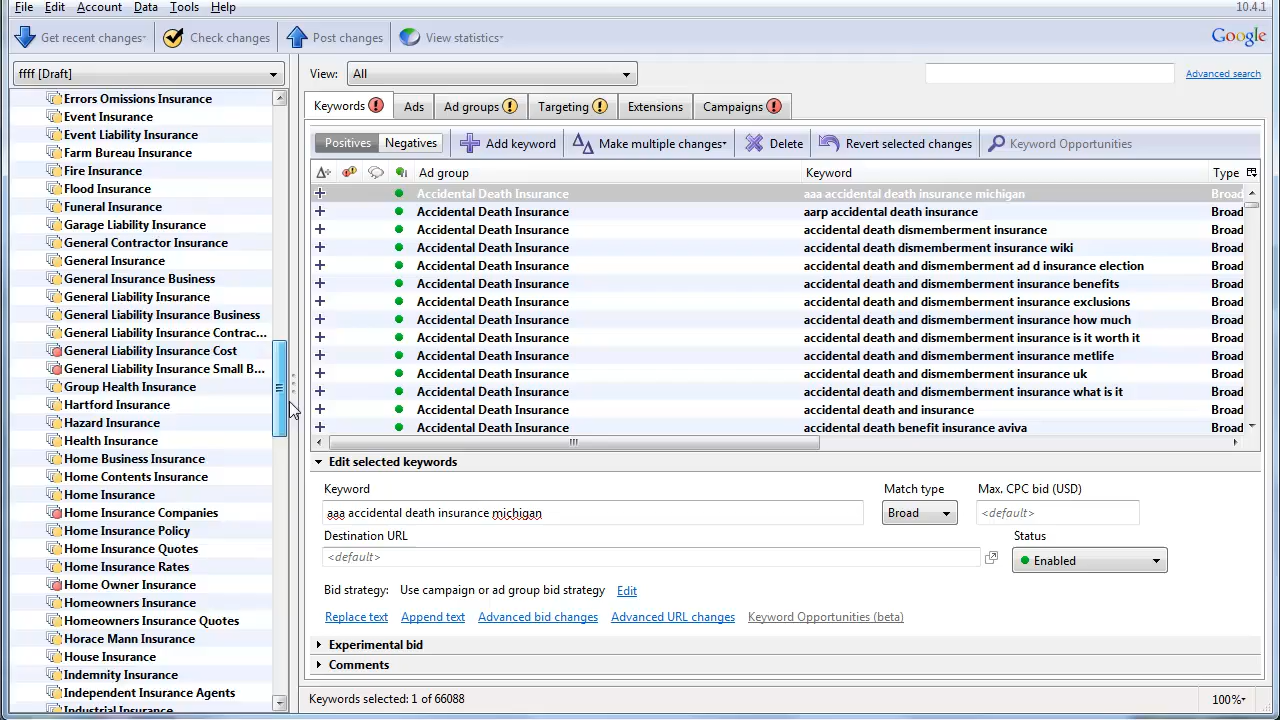 File Edit Account Data Tools Help
10.4.1
Get recent changes Check changes Post changes View statistics
Google
ffff [Draft]
View: All
Advanced search
Errors Omissions Insurance
Event Insurance
Event Liability Insurance
Farm Bureau Insurance
Fire Insurance
Flood Insurance
Funeral Insurance
Garage Liability Insurance
General Contractor Insurance
General Insurance
General Insurance Business
General Liability Insurance
General Liability Insurance Business
General Liability Insurance Contrac...
General Liability Insurance Cost
General Liability Insurance Small B...
Group Health Insurance
Hartford Insurance
Hazard Insurance
Health Insurance
Home Business Insurance
Home Contents Insurance
Home Insurance
Home Insurance Companies
Home Insurance Policy
Home Insurance Quotes
Home Insurance Rates
Home Owner Insurance
Homeowners Insurance
Homeowners Insurance Quotes
Horace Mann Insurance
House Insurance
Indemnity Insurance
Independent Insurance Agents
Industrial Insurance
Keywords Ads Ad groups Targeting Extensions Campaigns
Positives Negatives Add keyword Make multiple changes Delete Revert selected changes Keyword Opportunities
Ad group Keyword Type
Accidental Death Insurance aaa accidental death insurance michigan Broad
Accidental Death Insurance aarp accidental death insurance Broad
Accidental Death Insurance accidental death dismemberment insurance Broad
Accidental Death Insurance accidental death dismemberment insurance wiki Broad
Accidental Death Insurance accidental death and dismemberment ad d insurance election Broad
Accidental Death Insurance accidental death and dismemberment insurance benefits Broad
Accidental Death Insurance accidental death and dismemberment insurance exclusions Broad
Accidental Death Insurance accidental death and dismemberment insurance how much Broad
Accidental Death Insurance accidental death and dismemberment insurance is it worth it Broad
Accidental Death Insurance accidental death and dismemberment insurance metlife Broad
Accidental Death Insurance accidental death and dismemberment insurance uk Broad
Accidental Death Insurance accidental death and dismemberment insurance what is it Broad
Accidental Death Insurance accidental death and insurance Broad
Accidental Death Insurance accidental death benefit insurance aviva Broad
Edit selected keywords
Keyword Match type Max. CPC bid (USD)
aaa accidental death insurance michigan Broad <default>
Destination URL Status
<default> Enabled
Bid strategy: Use campaign or ad group bid strategy Edit
Replace text Append text Advanced bid changes Advanced URL changes Keyword Opportunities (beta)
Experimental bid
Comments
Keywords selected: 1 of 66088
100%